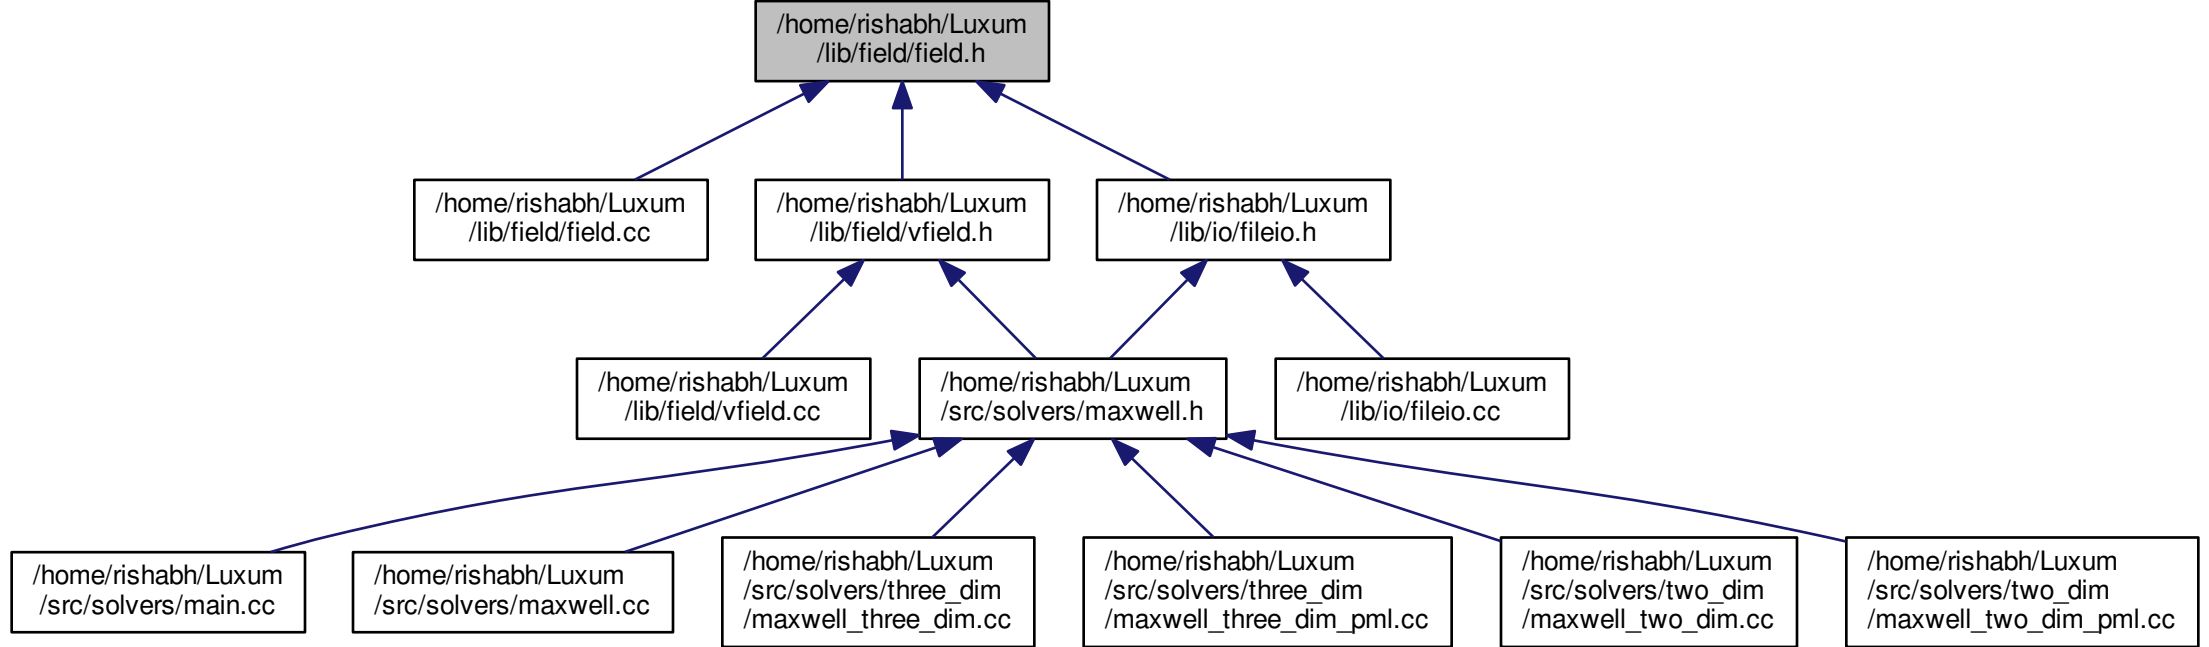 /home/rishabh/Luxum
/lib/field/field.h
/home/rishabh/Luxum
/lib/field/field.cc
/home/rishabh/Luxum
/lib/field/vfield.h
/home/rishabh/Luxum
/lib/io/fileio.h
/home/rishabh/Luxum
/lib/field/vfield.cc
/home/rishabh/Luxum
/src/solvers/maxwell.h
/home/rishabh/Luxum
/lib/io/fileio.cc
/home/rishabh/Luxum
/src/solvers/main.cc
/home/rishabh/Luxum
/src/solvers/maxwell.cc
/home/rishabh/Luxum
/src/solvers/three_dim
/maxwell_three_dim.cc
/home/rishabh/Luxum
/src/solvers/three_dim
/maxwell_three_dim_pml.cc
/home/rishabh/Luxum
/src/solvers/two_dim
/maxwell_two_dim.cc
/home/rishabh/Luxum
/src/solvers/two_dim
/maxwell_two_dim_pml.cc